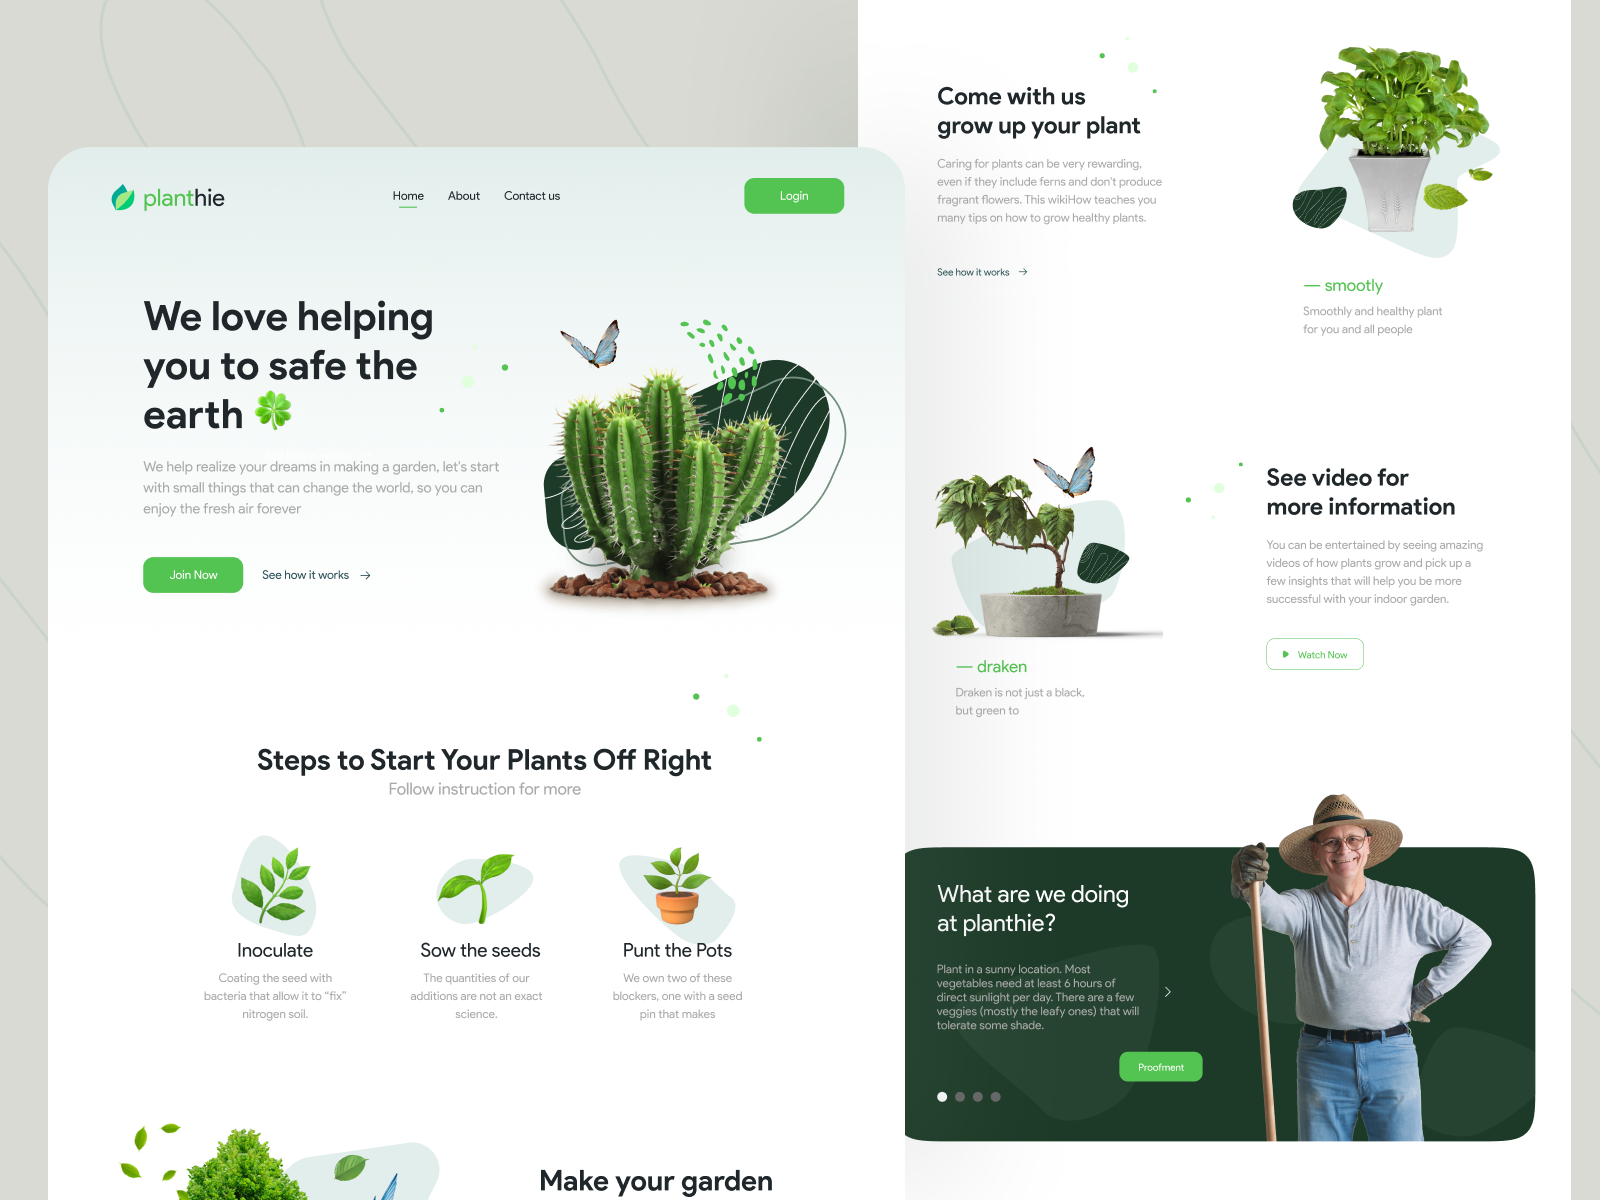 planthie
Home
About
Contact us
Login
We love helping
you to safe the
earth
We help realize your dreams in making a garden, let's start
with small things that can change the world, so you can
enjoy the fresh air forever
Join Now
See how it works
Steps to Start Your Plants Off Right
Follow instruction for more
Inoculate
Coating the seed with
bacteria that allow it to “fix”
nitrogen soil.
Sow the seeds
The quantities of our
additions are not an exact
science.
Punt the Pots
We own two of these
blockers, one with a seed
pin that makes
Make your garden
Come with us
grow up your plant
Caring for plants can be very rewarding,
even if they include ferns and don't produce
fragrant flowers. This wikiHow teaches you
many tips on how to grow healthy plants.
See how it works
— smootly
Smoothly and healthy plant
for you and all people
— draken
Draken is not just a black,
but green to
See video for
more information
You can be entertained by seeing amazing
videos of how plants grow and pick up a
few insights that will help you be more
successful with your indoor garden.
Watch Now
What are we doing
at planthie?
Plant in a sunny location. Most
vegetables need at least 6 hours of
direct sunlight per day. There are a few
veggies (mostly the leafy ones) that will
tolerate some shade.
Proofment